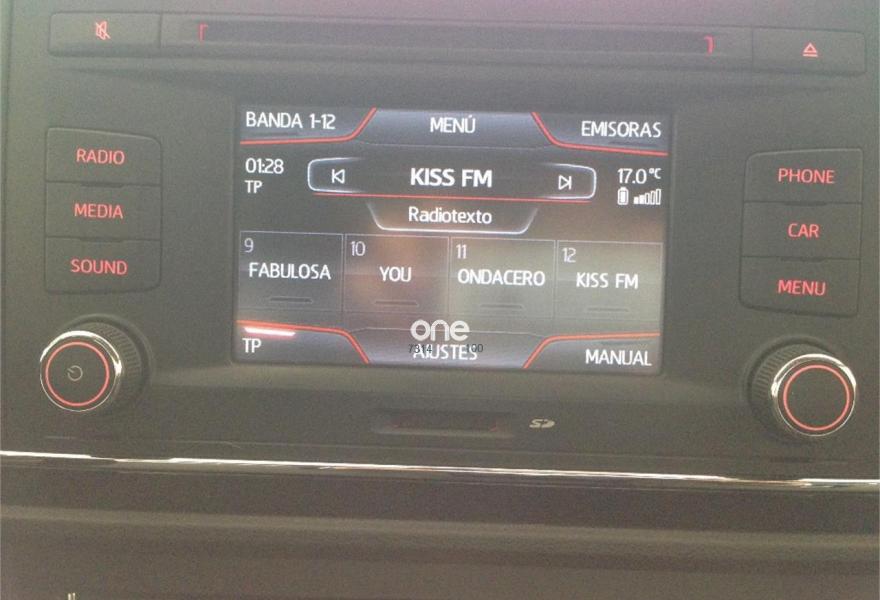 BANDA 1-12
MENÚ
EMISORAS
01:28
TP
KISS FM
17.0 °C
Radiotexto
9
FABULOSA
10
YOU
11
ONDACERO
12
KISS FM
TP
AJUSTES
MANUAL
one
RADIO
MEDIA
SOUND
PHONE
CAR
MENU
SD